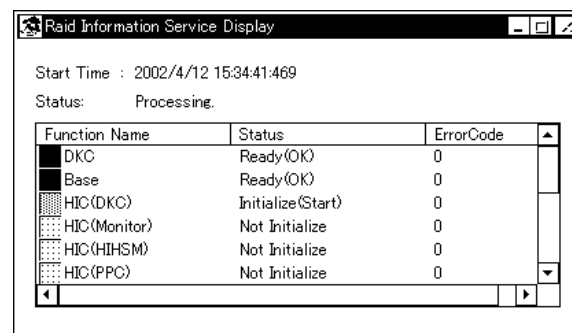 Raid Information Service Display
Start Time : 2002/4/12 15:34:41:469
Status: Processing.
Function Name Status ErrorCode
DKC Ready(OK) 0
Base Ready(OK) 0
HIC(DKC) Initialize(Start) 0
HIC(Monitor) Not Initialize 0
HIC(HIHSM) Not Initialize 0
HIC(PPC) Not Initialize 0